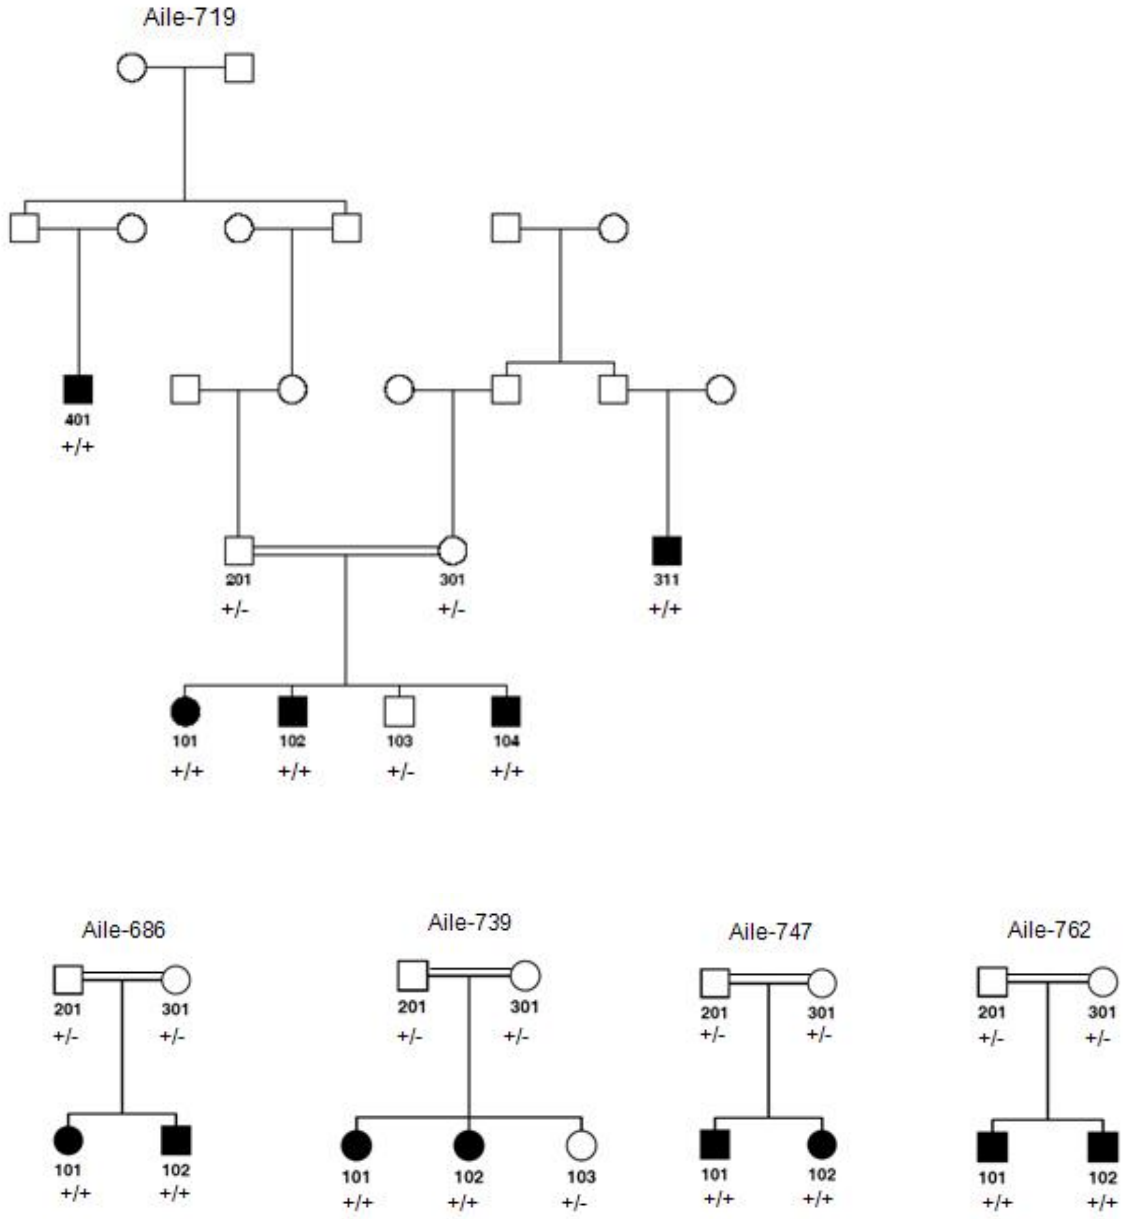 Aile-719
401
+/+
201 301 311
+/- +/- +/+
101 102 103 104
+/+ +/+ +/- +/+
Aile-686 Aile-739 Aile-747 Aile-762
201 301 201 301 201 301 201 301
+/- +/- +/- +/- +/- +/- +/- +/-
101 102 101 102 103 101 102 101 102
+/+ +/+ +/+ +/+ +/- +/+ +/+ +/+ +/+